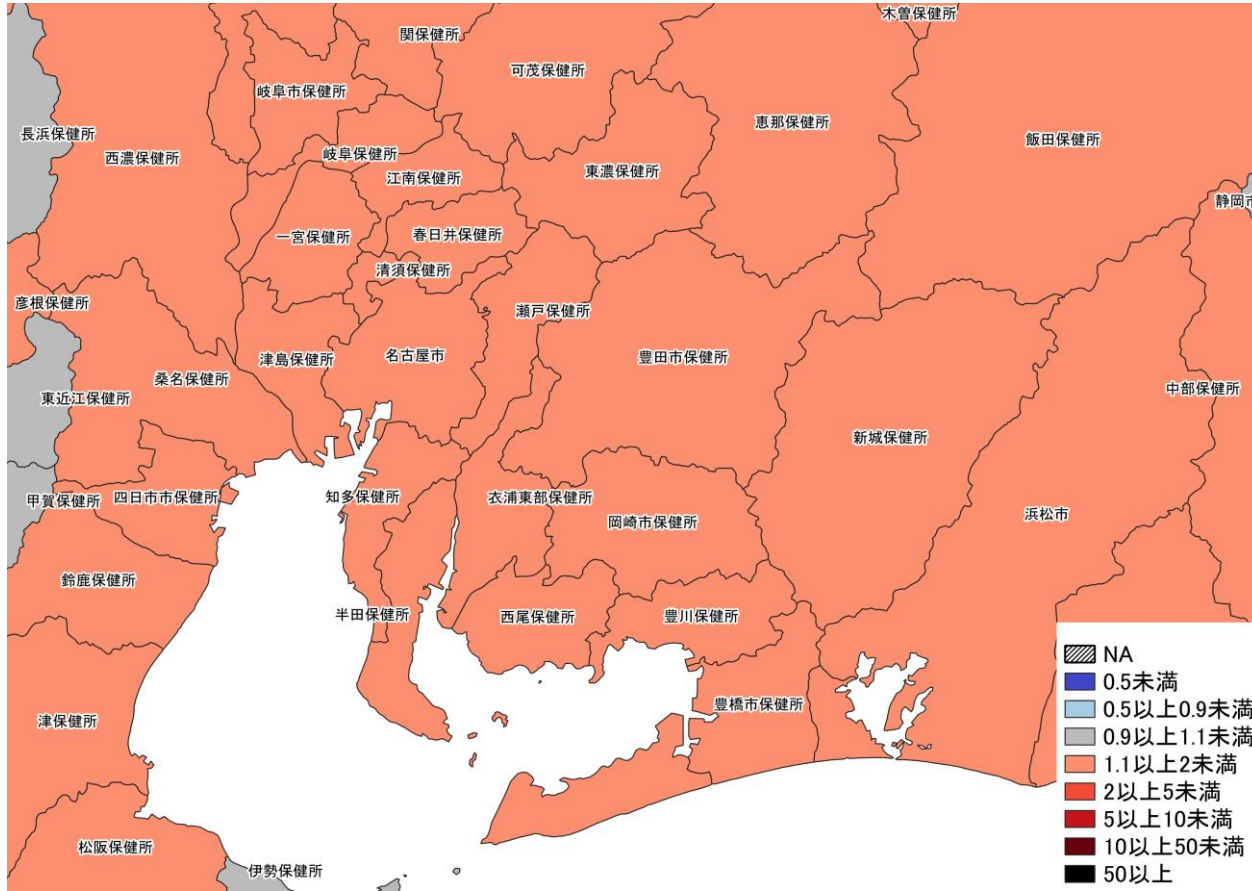 木曽保健所
関保健所
可茂保健所
岐阜市保健所
恵那保健所
長浜保健所
飯田保健所
西濃保健所
岐阜保健所
東濃保健所
江南保健所
静岡市
一宮保健所
春日井保健所
清須保健所
彦根保健所
瀬戸保健所
津島保健所
名古屋市
豊田市保健所
桑名保健所
中部保健所
東近江保健所
新城保健所
甲賀保健所
四日市市保健所
知多保健所
衣浦東部保健所
浜松市
岡崎市保健所
鈴鹿保健所
半田保健所
西尾保健所
豊川保健所
豊橋市保健所
津保健所
松阪保健所
伊勢保健所
NA
0.5未満
0.5以上0.9未満
0.9以上1.1未満
1.1以上2未満
2以上5未満
5以上10未満
10以上50未満
50以上